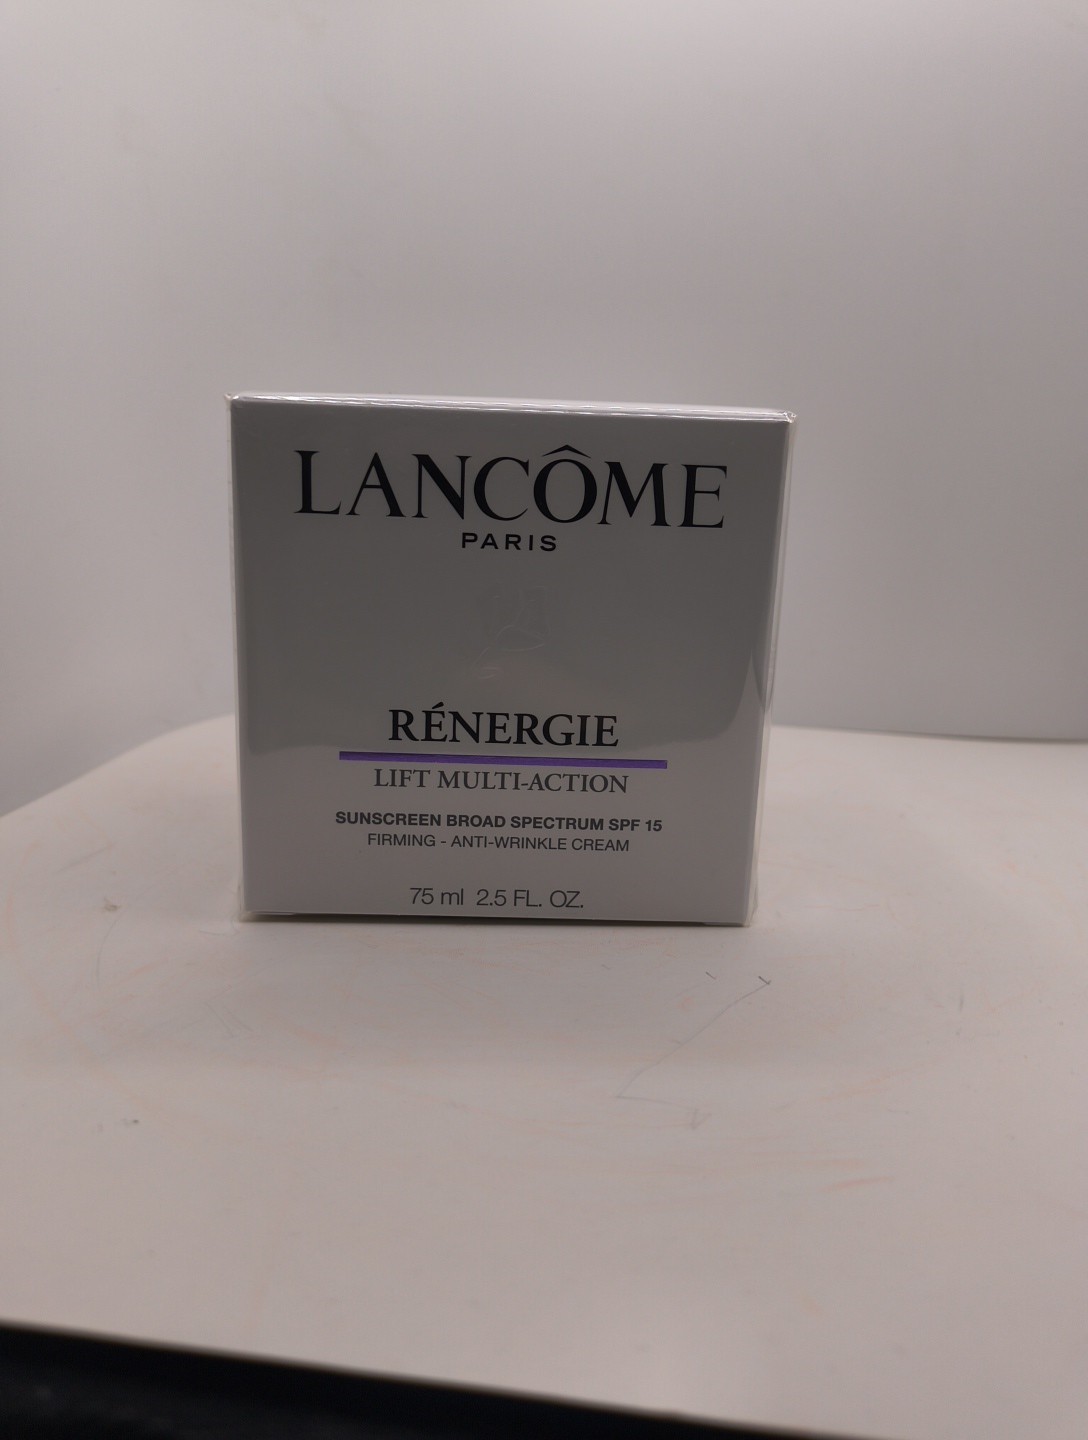 LANCÔME
PARIS
RÉNERGIE
LIFT MULTI-ACTION
SUNSCREEN BROAD SPECTRUM SPF 15
FIRMING - ANTI-WRINKLE CREAM
75 ml 2.5 FL. OZ.